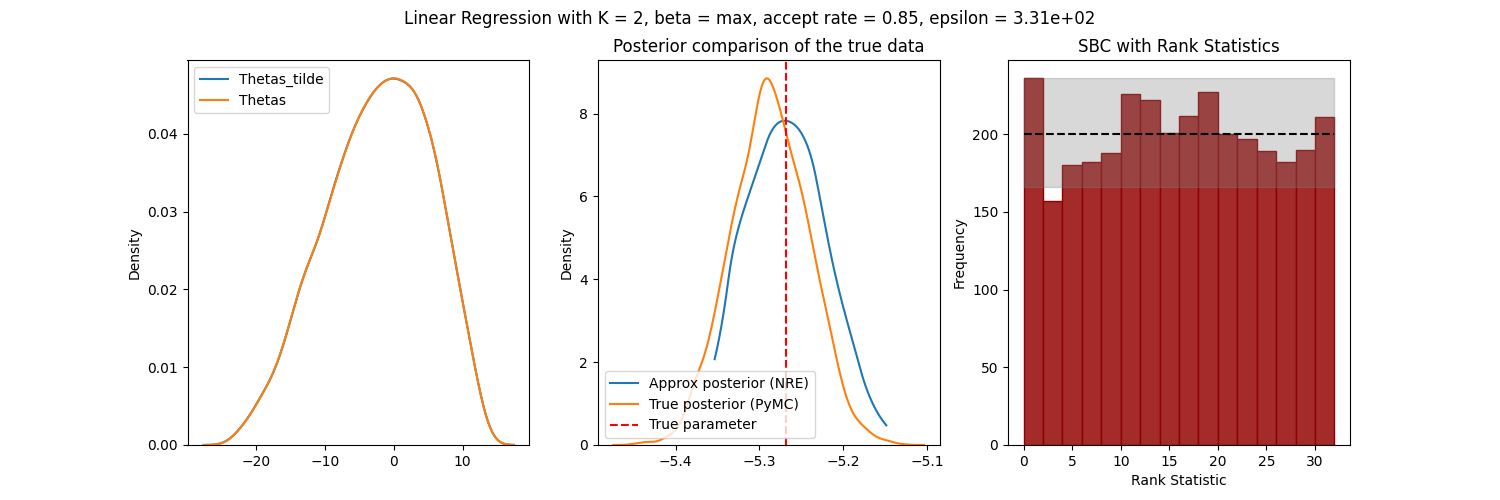 Linear Regression with K = 2, beta = max, accept rate = 0.85, epsilon = 3.31e+02
Thetas_tilde
Thetas
Density
0.00
0.01
0.02
0.03
0.04
−20
−10
0
10
Posterior comparison of the true data
Density
0
2
4
6
8
−5.4
−5.3
−5.2
−5.1
Approx posterior (NRE)
True posterior (PyMC)
True parameter
SBC with Rank Statistics
Frequency
0
50
100
150
200
0
5
10
15
20
25
30
Rank Statistic